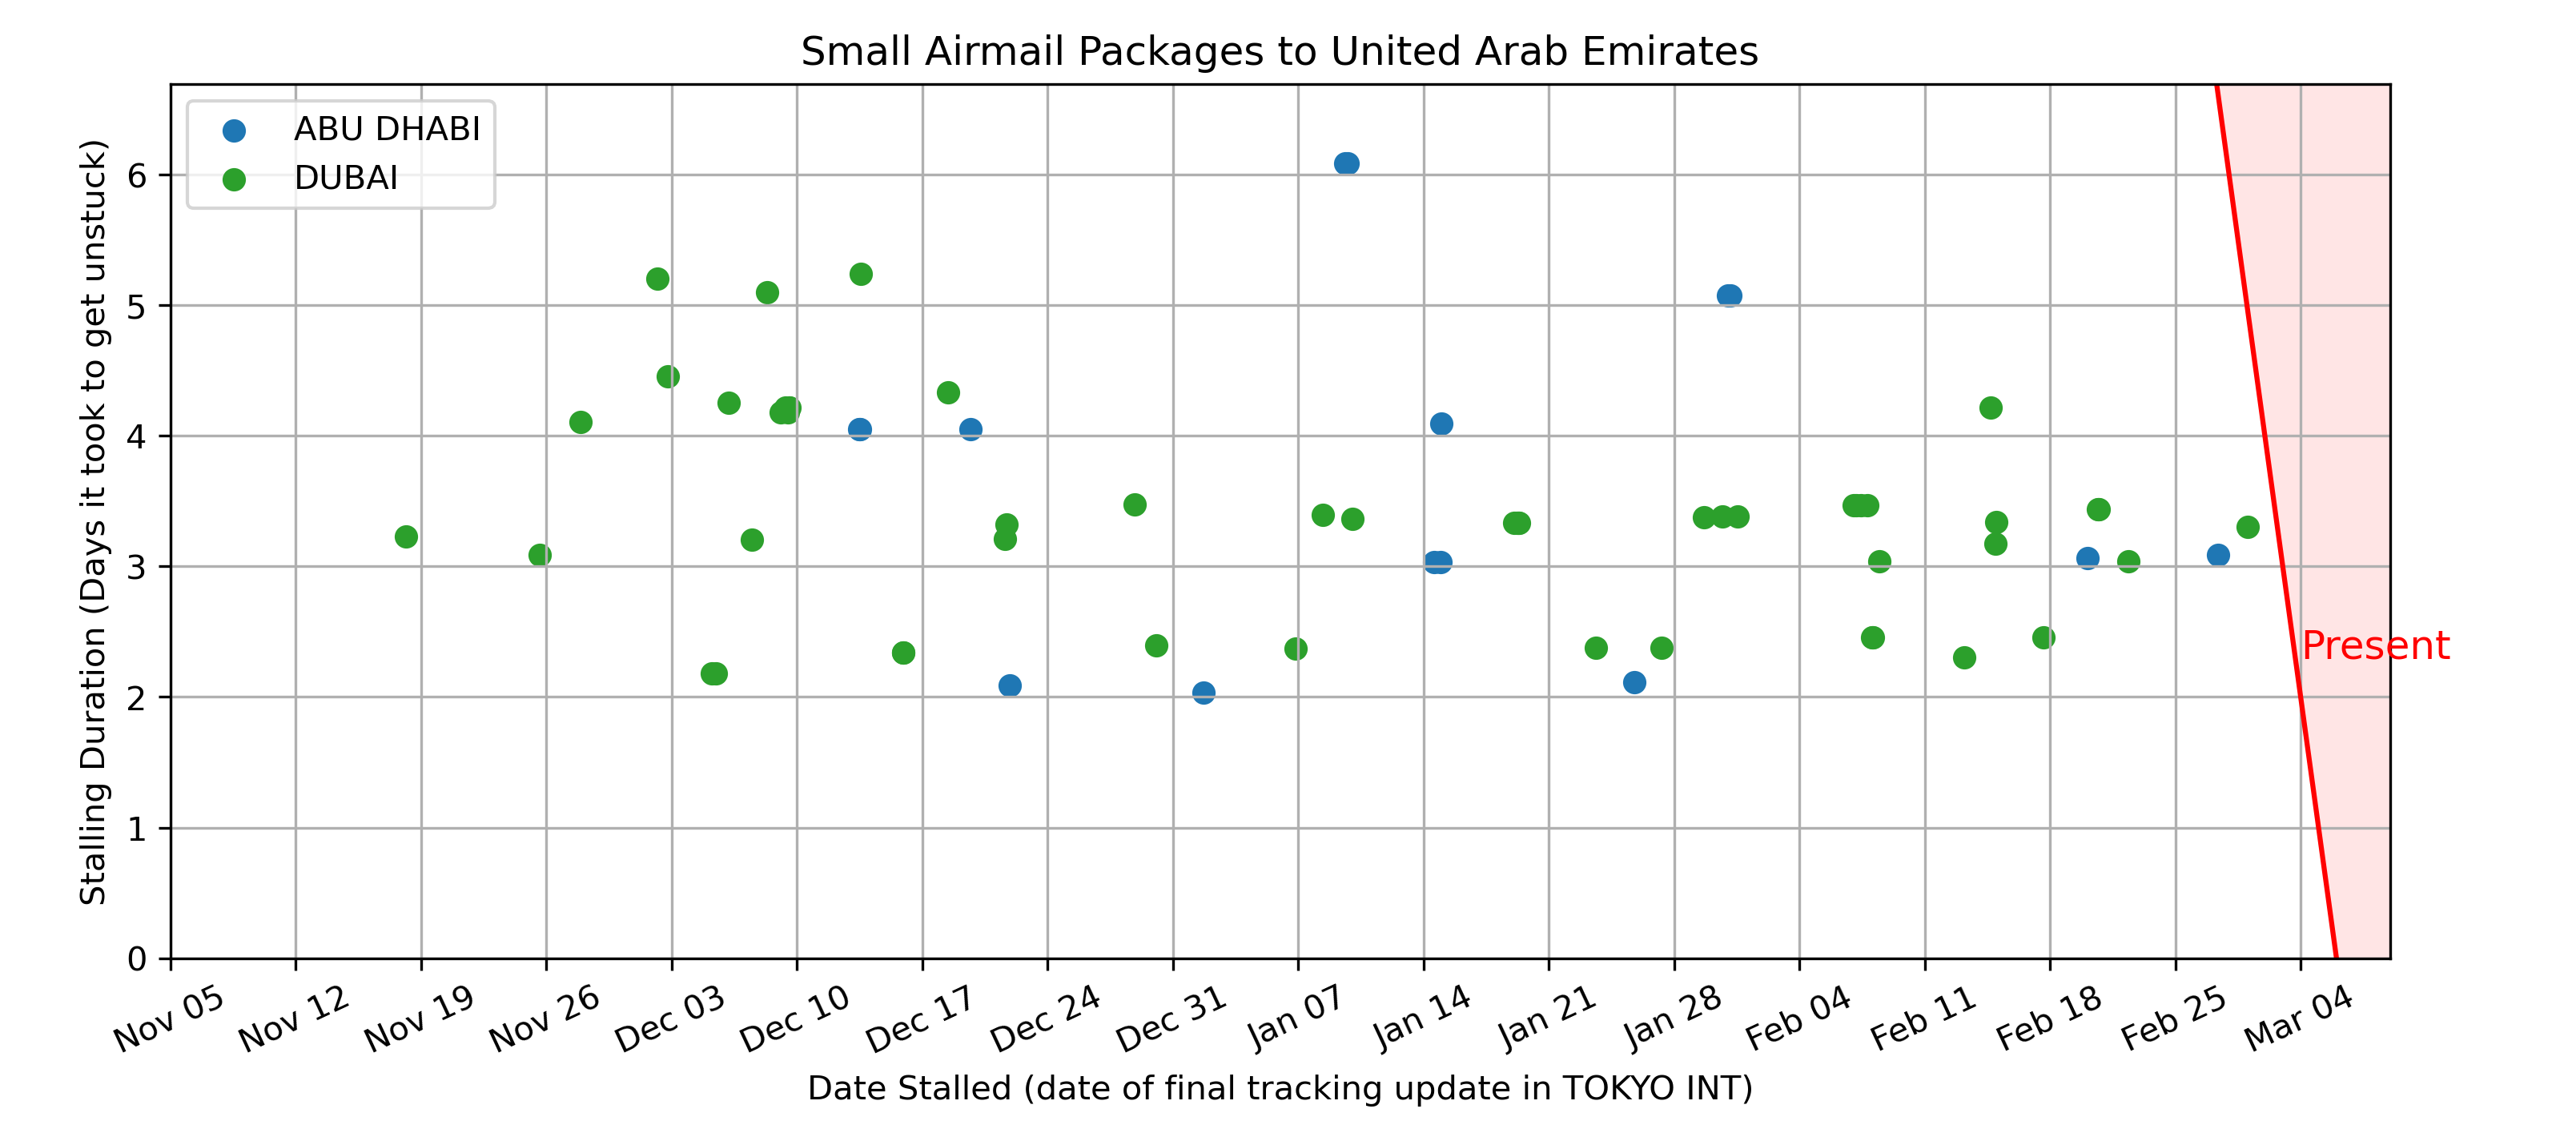 Small Airmail Packages to United Arab Emirates
ABU DHABI
DUBAI
Stalling Duration (Days it took to get unstuck)
6
5
4
3
2
1
0
Present
Nov 05
Nov 12
Nov 19
Nov 26
Dec 03
Dec 10
Dec 17
Dec 24
Dec 31
Jan 07
Jan 14
Jan 21
Jan 28
Feb 04
Feb 11
Feb 18
Feb 25
Mar 04
Date Stalled (date of final tracking update in TOKYO INT)